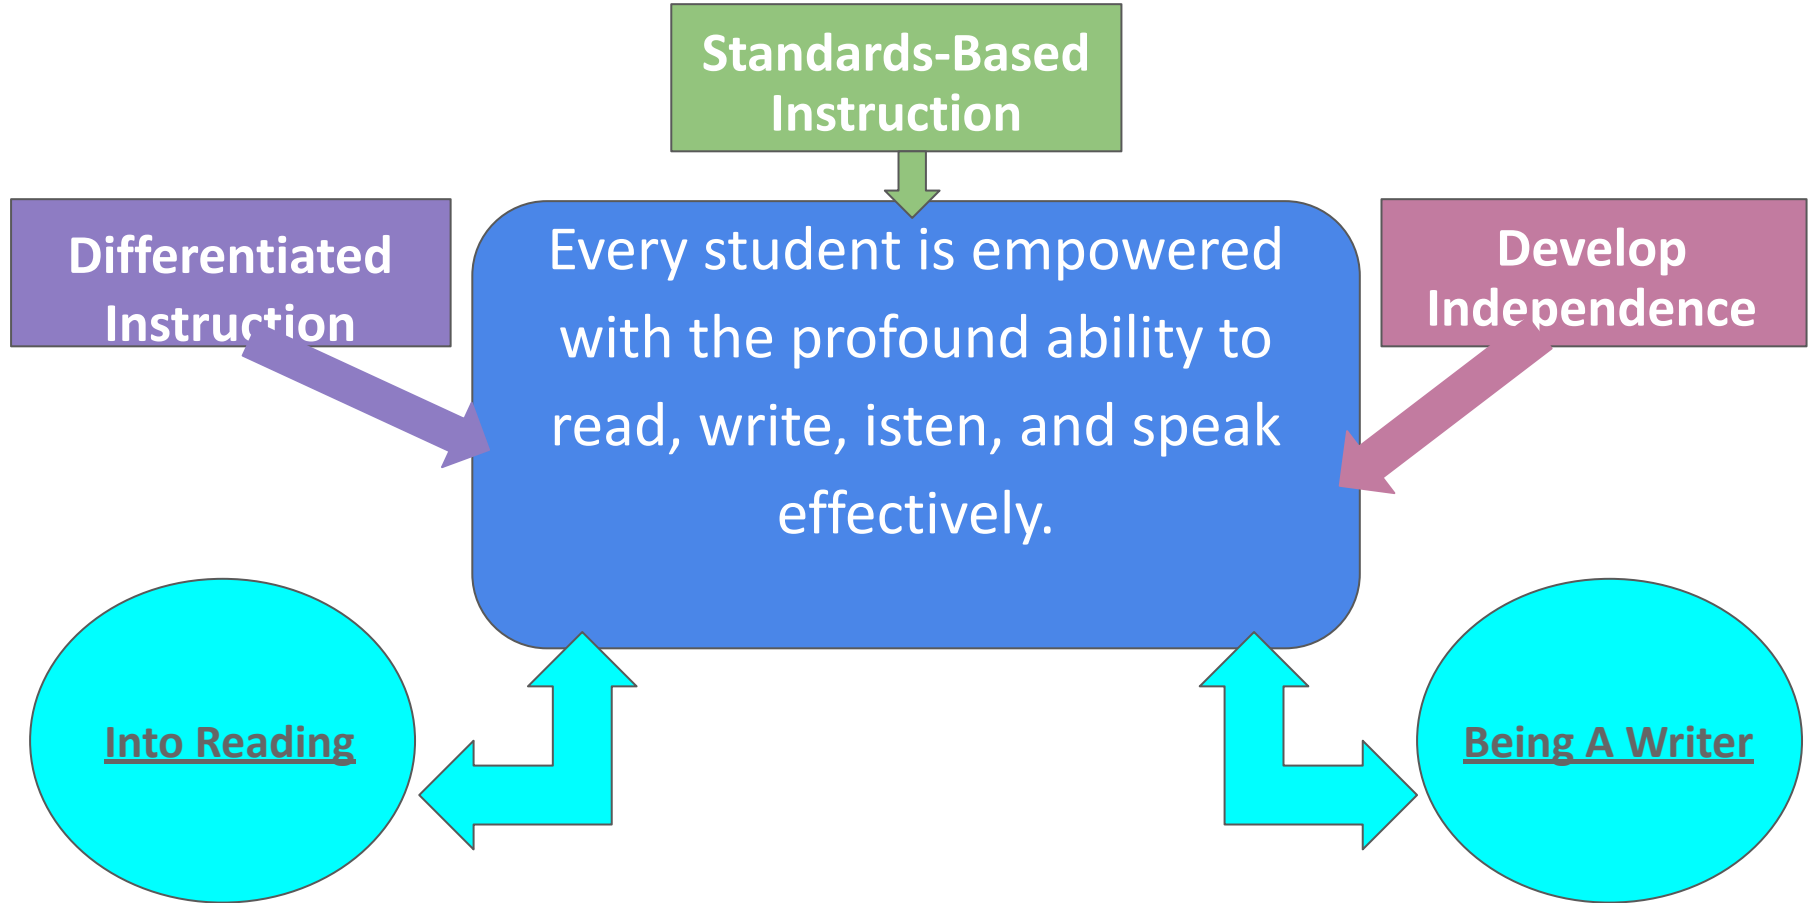 Standards-Based
Instruction
Differentiated
Instruction
Every student is empowered
with the profound ability to
read, write, isten, and speak
effectively.
Develop
Independence
Into Reading
Being A Writer